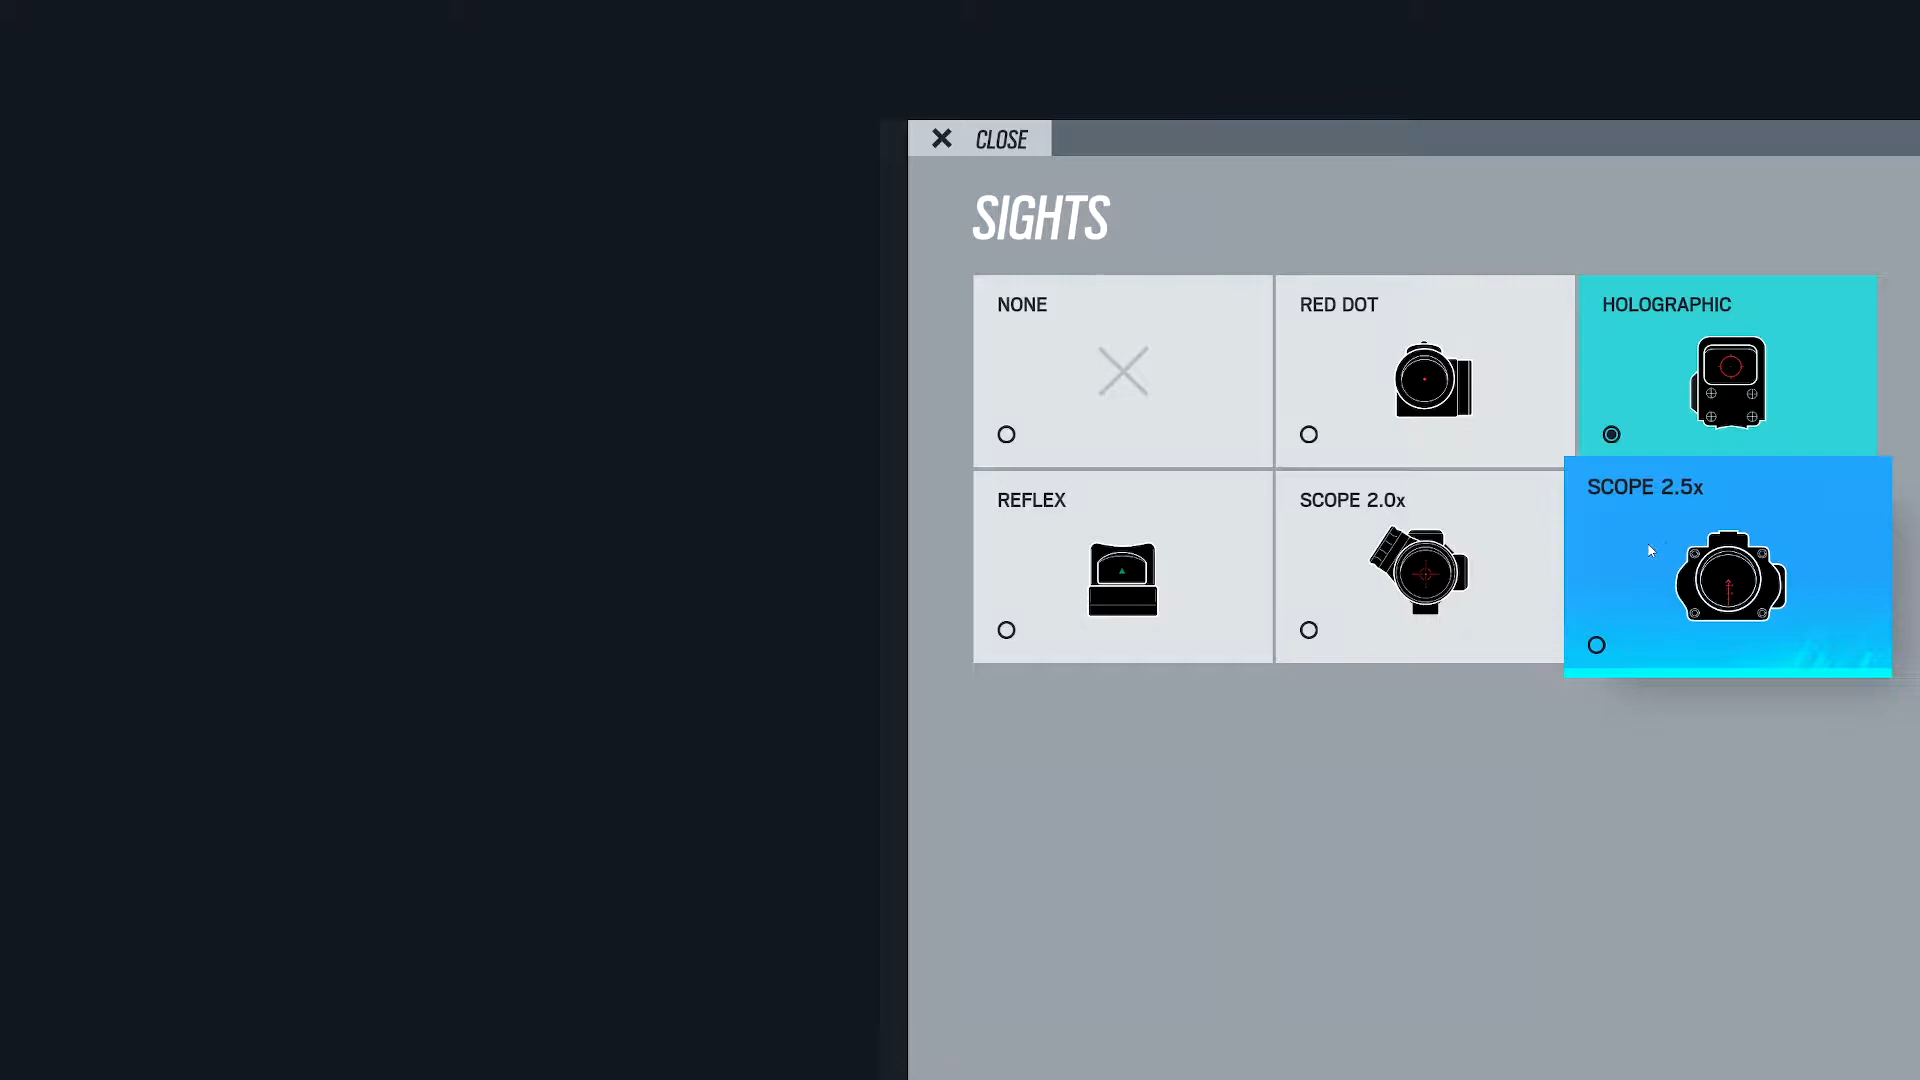 CLOSE
SIGHTS
NONE
RED DOT
HOLOGRAPHIC
REFLEX
SCOPE 2.0x
SCOPE 2.5x